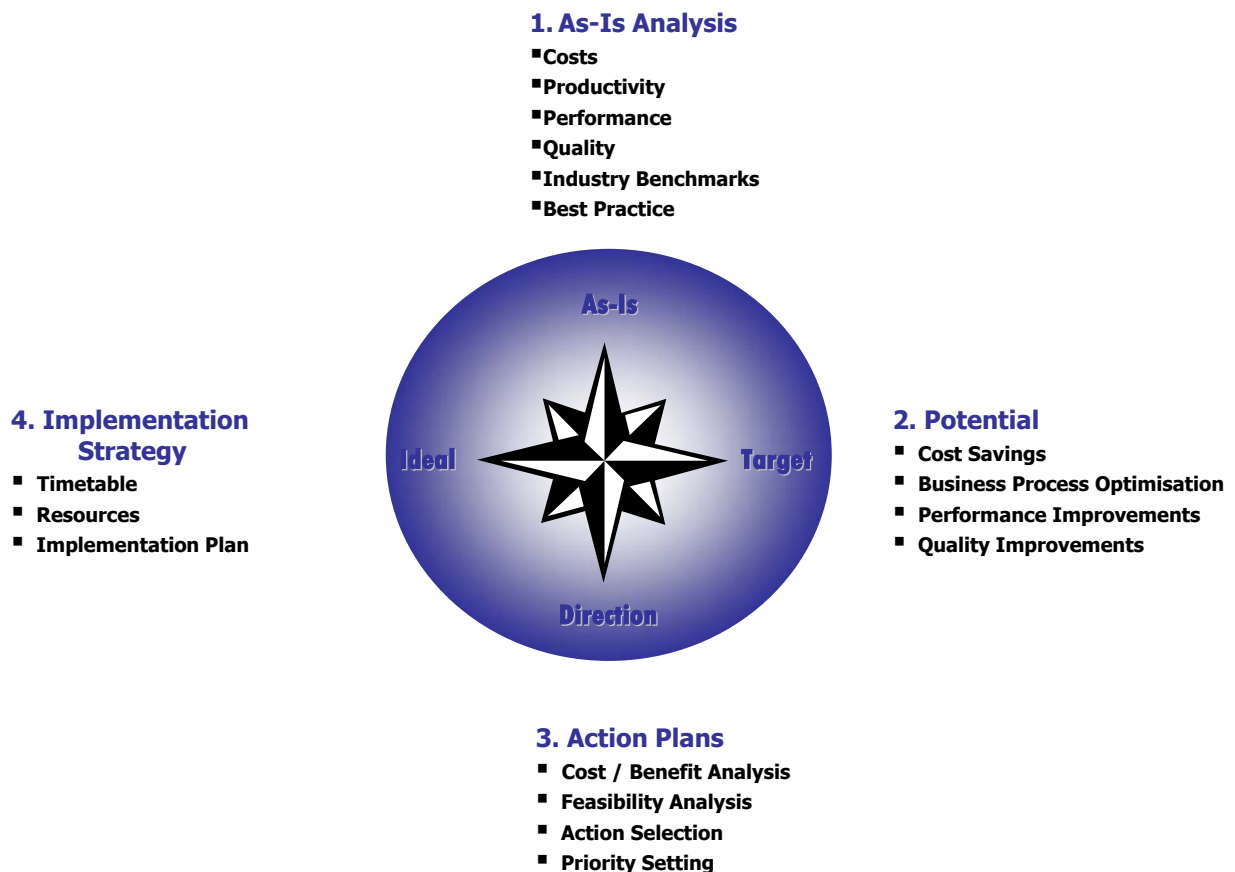 1. As-Is Analysis
▪Costs
▪Productivity
▪Performance
▪Quality
▪Industry Benchmarks
▪Best Practice
As-Is
Ideal
Target
Direction
2. Potential
▪ Cost Savings
▪ Business Process Optimisation
▪ Performance Improvements
▪ Quality Improvements
3. Action Plans
▪ Cost / Benefit Analysis
▪ Feasibility Analysis
▪ Action Selection
▪ Priority Setting
4. Implementation
Strategy
▪ Timetable
▪ Resources
▪ Implementation Plan